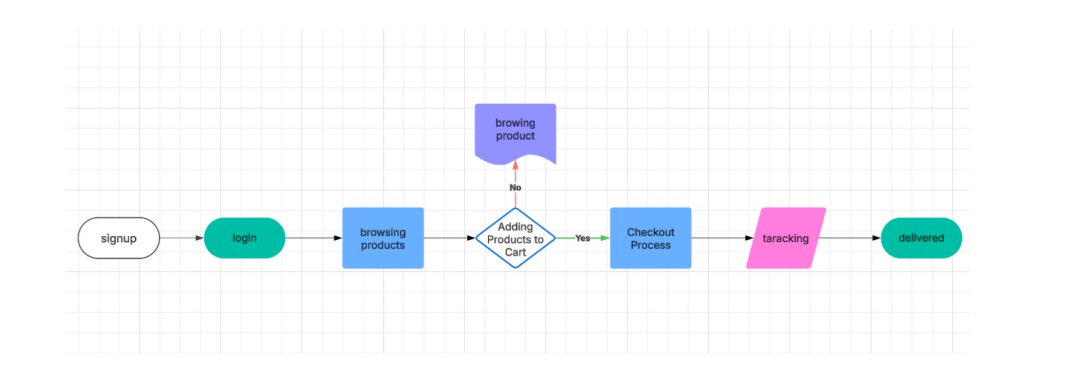 browing
product
No
signup
login
browsing
products
Adding
Products to
Cart
Yes
Checkout
Process
taracking
delivered